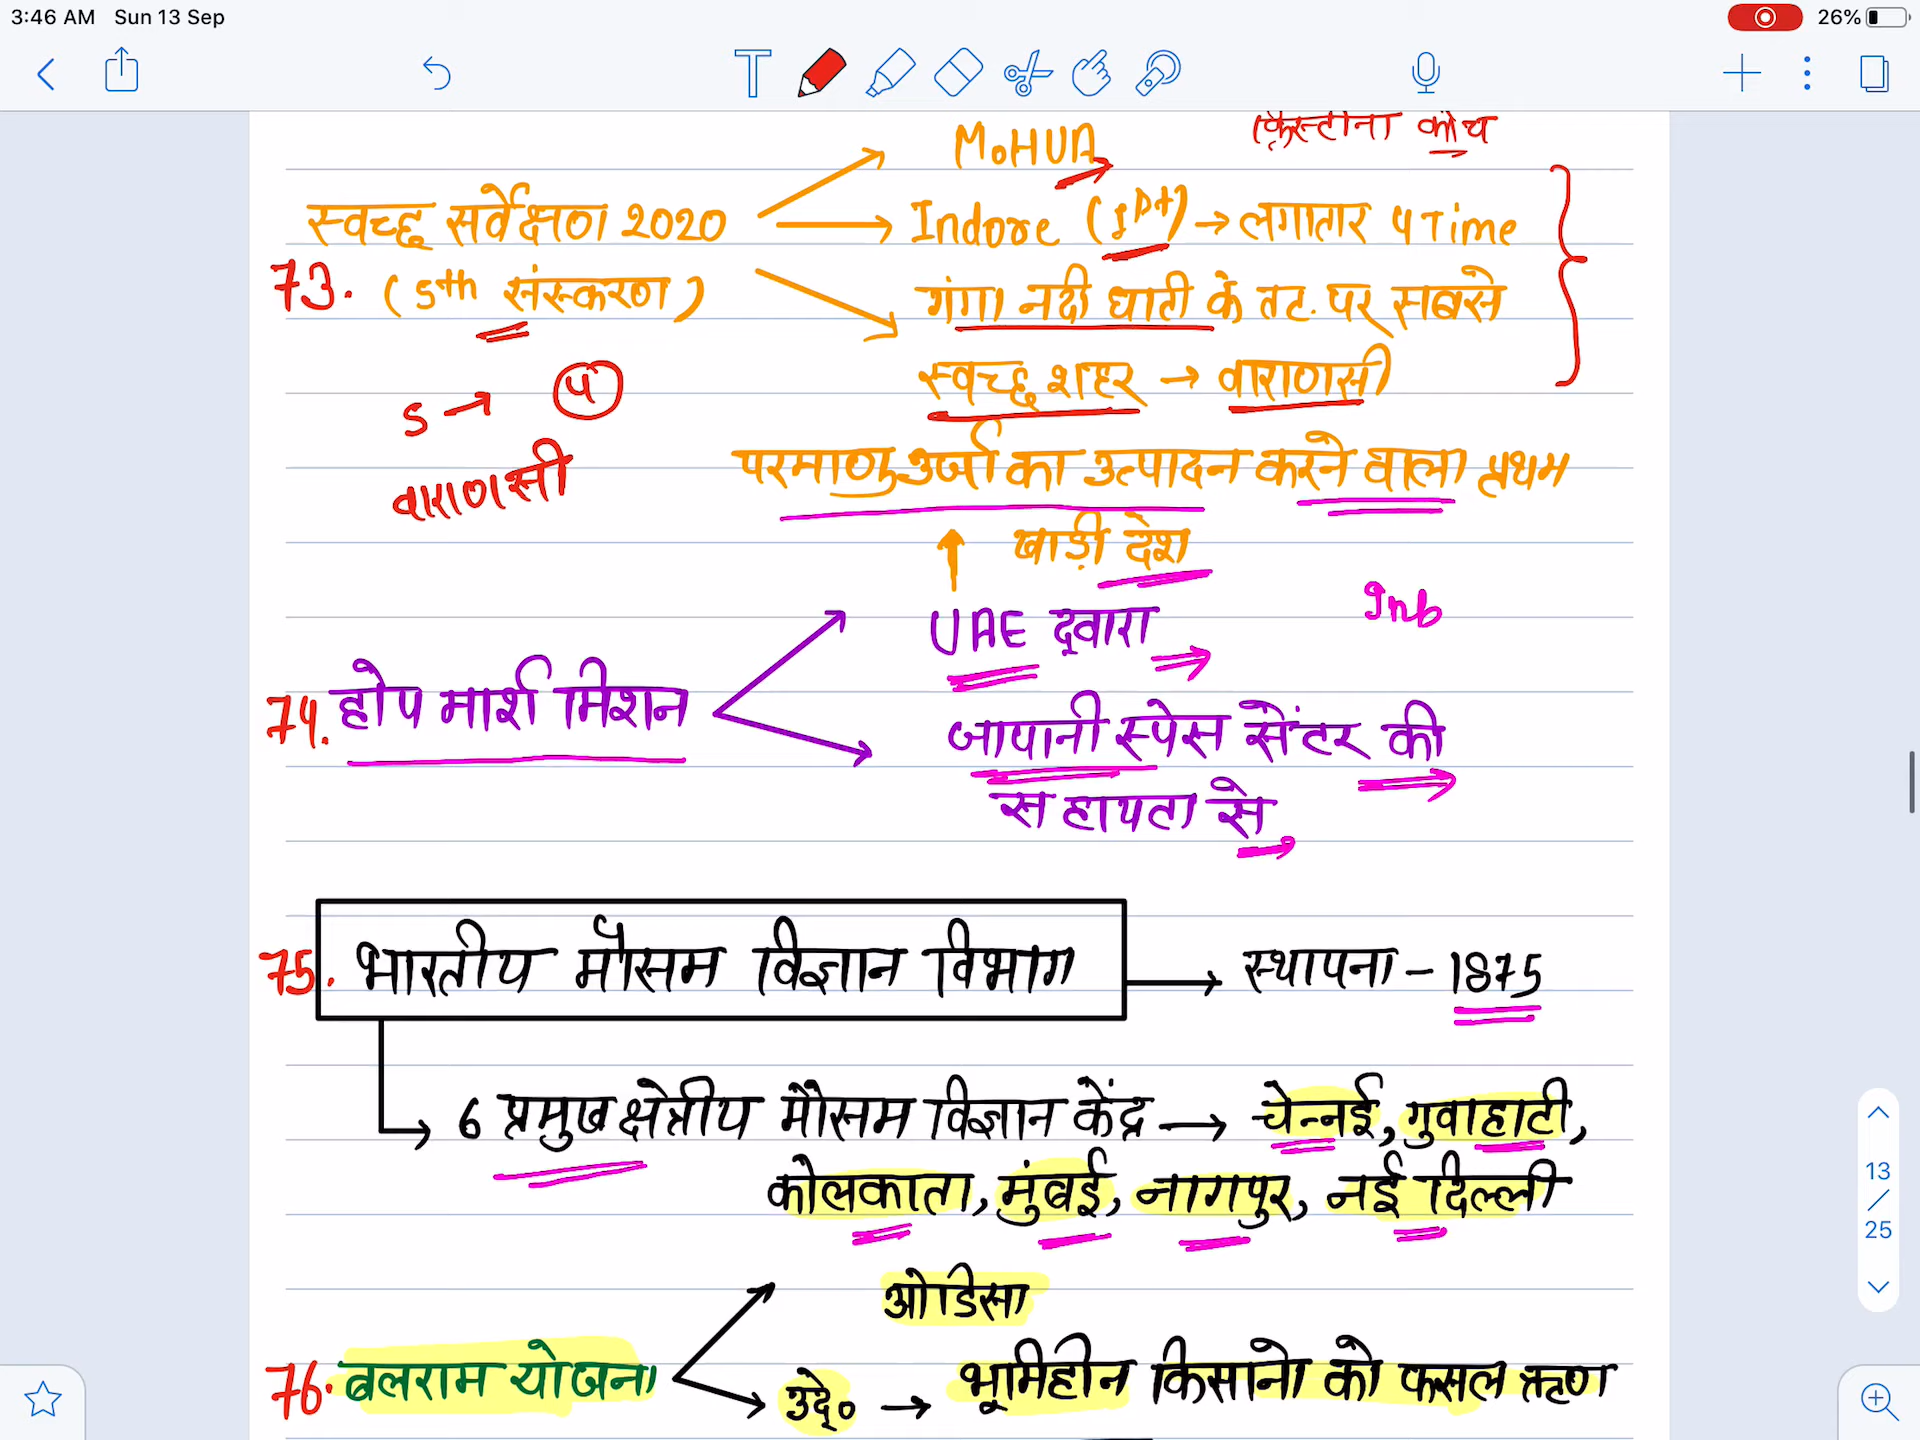 3:46 AM Sun 13 Sep
26%
क्रिस्टीना कोच
MoHUA
स्वच्छ सर्वेक्षण 2020
Indore (Ist) → लगातार 4 Time
73. (5th संस्करण)
गंगा नदी घाटी के तट पर सबसे
स्वच्छ शहर → वाराणसी
5 → 4
वाराणसी
परमाणु उर्जा का उत्पादन करने वाला प्रथम
खाड़ी देश
UAE द्वारा
74. होप मार्श मिशन
जापानी स्पेस सेंटर की
सहायता से
75. भारतीय मौसम विज्ञान विभाग → स्थापना - 1875
6 प्रमुख क्षेत्रीय मौसम विज्ञान केंद्र → चेन्नई, गुवाहाटी,
कोलकाता, मुंबई, नागपुर, नई दिल्ली
13
/
25
ओडिसा
76. बलराम योजना
उद्दे० → भूमिहीन किसानो को फसल ऋण